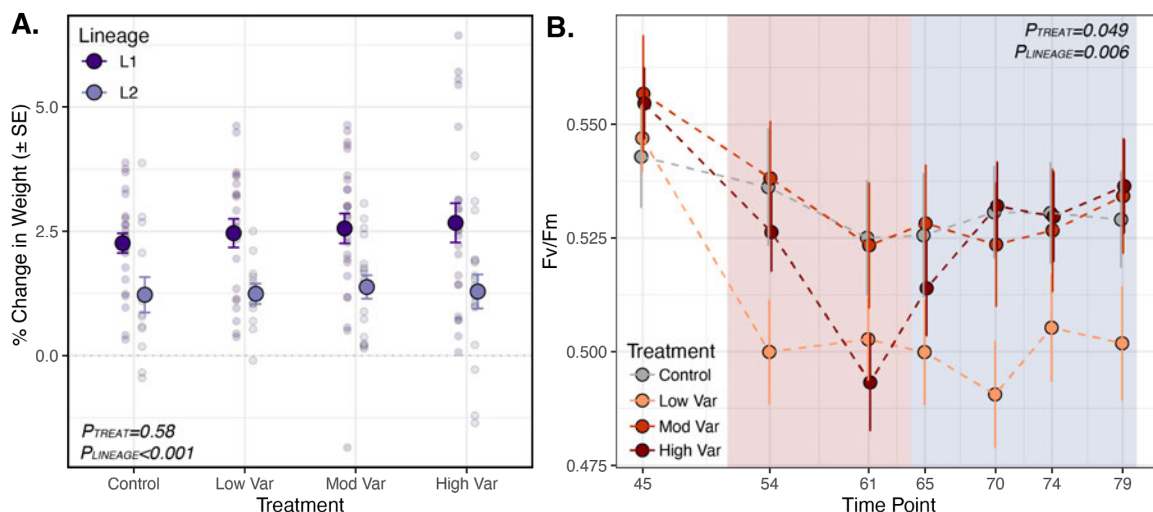 A.
Lineage
L1
L2
% Change in Weight (± SE)
5.0
2.5
0.0
PTREAT=0.58
PLINEAGE<0.001
Control Low Var Mod Var High Var
Treatment
B.
PTREAT=0.049
PLINEAGE=0.006
Fv/Fm
0.550
0.525
0.500
0.475
Treatment
Control
Low Var
Mod Var
High Var
45 54 61 65 70 74 79
Time Point